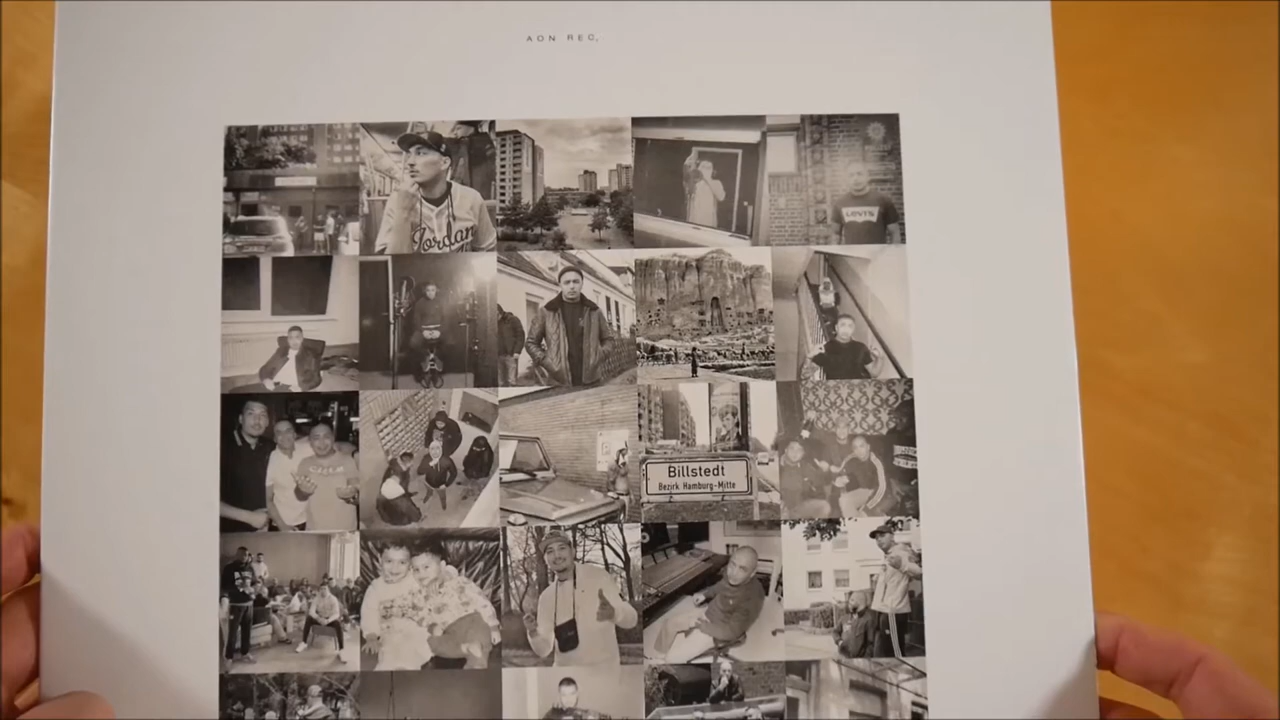 AON REC.
Jordan
LEVI'S
Billstedt
Bezirk Hamburg-Mitte